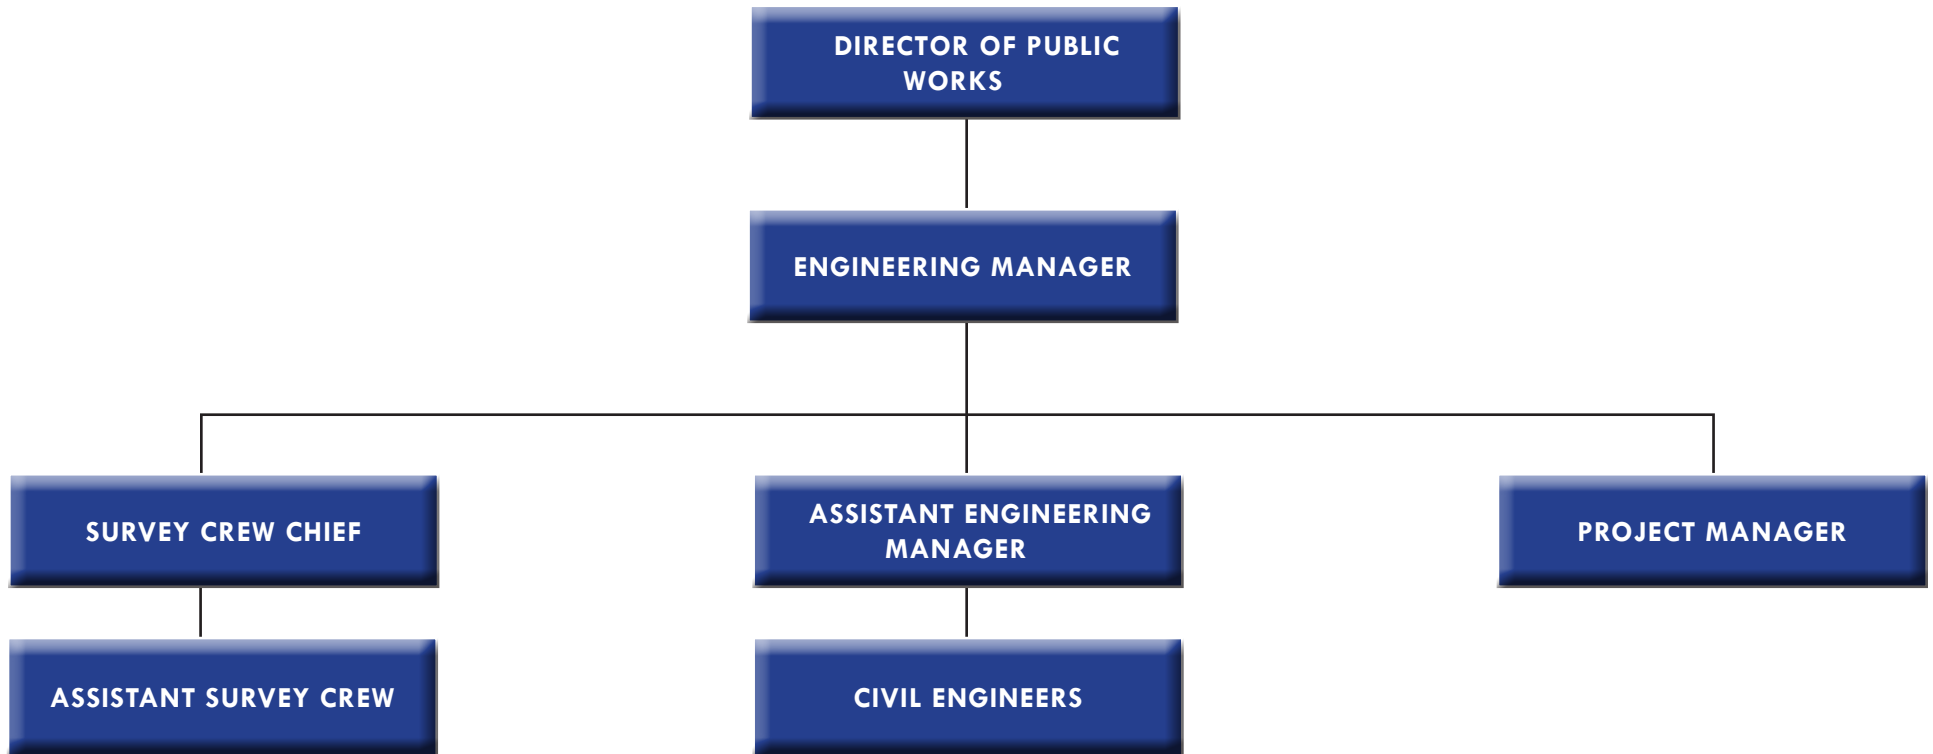 DIRECTOR OF PUBLIC
WORKS
ENGINEERING MANAGER
SURVEY CREW CHIEF
ASSISTANT ENGINEERING
MANAGER
PROJECT MANAGER
ASSISTANT SURVEY CREW
CIVIL ENGINEERS